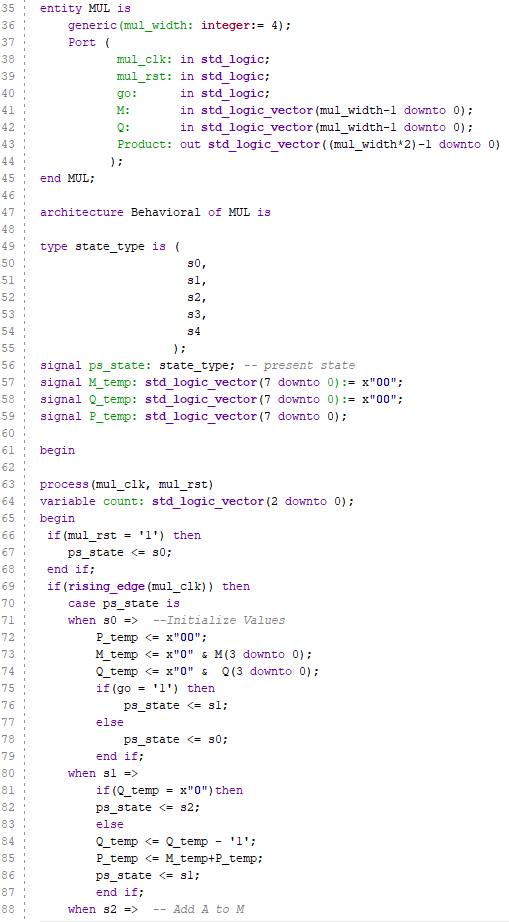 35 entity MUL is
36 generic(mul_width: integer:= 4);
37 Port (
38 mul_clk: in std_logic;
39 mul_rst: in std_logic;
40 go: in std_logic;
41 M: in std_logic_vector(mul_width-1 downto 0);
42 Q: in std_logic_vector(mul_width-1 downto 0);
43 Product: out std_logic_vector((mul_width*2)-1 downto 0)
44 );
45 end MUL;
46
47 architecture Behavioral of MUL is
48
49 type state_type is (
50 s0,
51 s1,
52 s2,
53 s3,
54 s4
55 );
56 signal ps_state: state_type; -- present state
57 signal M_temp: std_logic_vector(7 downto 0):= x"00";
58 signal Q_temp: std_logic_vector(7 downto 0):= x"00";
59 signal P_temp: std_logic_vector(7 downto 0);
60
61 begin
62
63 process(mul_clk, mul_rst)
64 variable count: std_logic_vector(2 downto 0);
65 begin
66 if(mul_rst = '1') then
67 ps_state <= s0;
68 end if;
69 if(rising_edge(mul_clk)) then
70 case ps_state is
71 when s0 => --Initialize Values
72 P_temp <= x"00";
73 M_temp <= x"0" & M(3 downto 0);
74 Q_temp <= x"0" & Q(3 downto 0);
75 if(go = '1') then
76 ps_state <= s1;
77 else
78 ps_state <= s0;
79 end if;
80 when s1 =>
81 if(Q_temp = x"0")then
82 ps_state <= s2;
83 else
84 Q_temp <= Q_temp - '1';
85 P_temp <= M_temp+P_temp;
86 ps_state <= s1;
87 end if;
88 when s2 => -- Add A to M